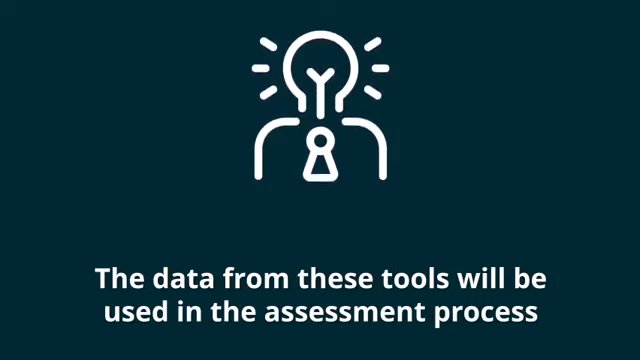 The data from these tools will be
used in the assessment process